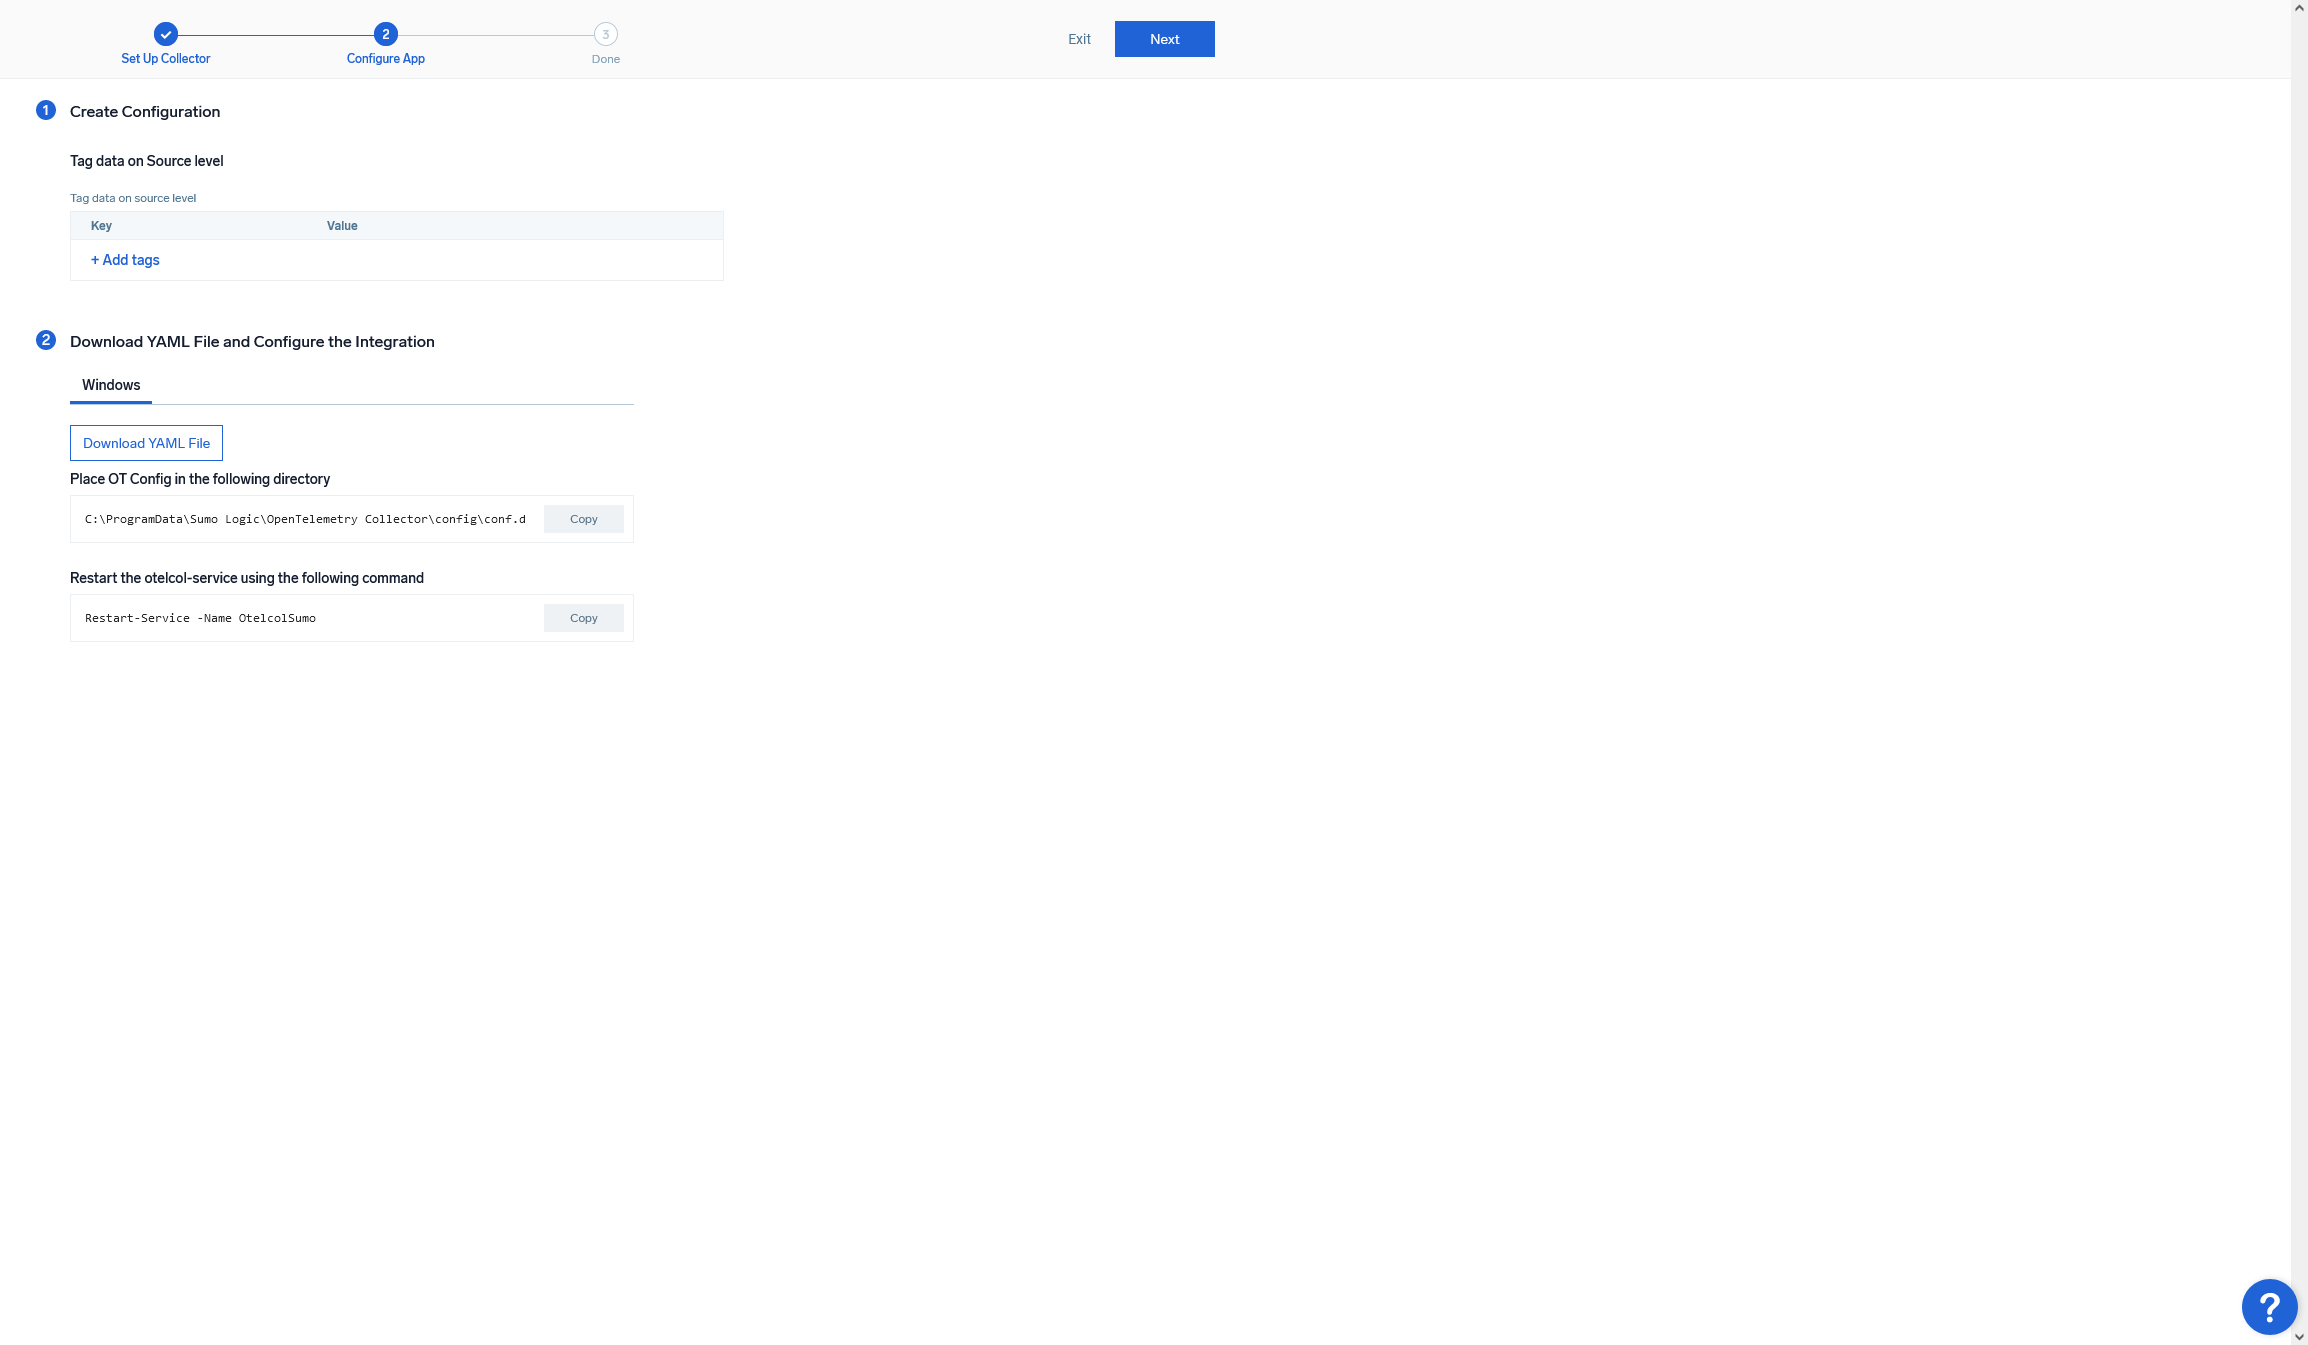 2
3
Set Up Collector
Configure App
Done
Exit
Next
1
Create Configuration
Tag data on Source level
Tag data on source level
Key
Value
+ Add tags
2
Download YAML File and Configure the Integration
Windows
Download YAML File
Place OT Config in the following directory
C:\ProgramData\Sumo Logic\OpenTelemetry Collector\config\conf.d
Copy
Restart the otelcol-service using the following command
Restart-Service -Name OtelcolSumo
Copy
?